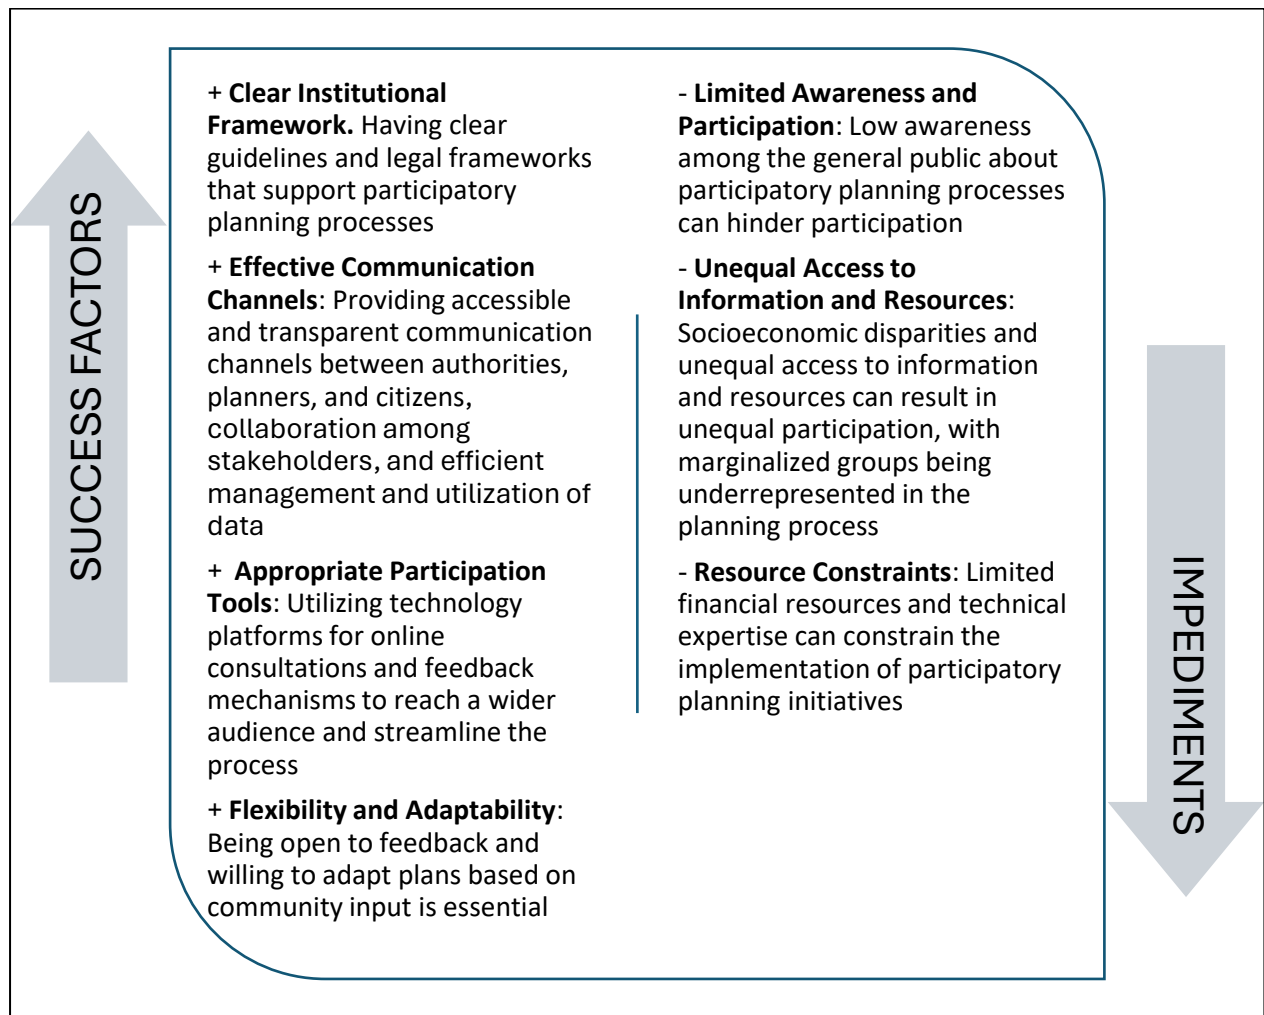 SUCCESS FACTORS
+ Clear Institutional
Framework. Having clear
guidelines and legal frameworks
that support participatory
planning processes
+ Effective Communication
Channels: Providing accessible
and transparent communication
channels between authorities,
planners, and citizens,
collaboration among
stakeholders, and efficient
management and utilization of
data
+ Appropriate Participation
Tools: Utilizing technology
platforms for online
consultations and feedback
mechanisms to reach a wider
audience and streamline the
process
+ Flexibility and Adaptability:
Being open to feedback and
willing to adapt plans based on
community input is essential
- Limited Awareness and
Participation: Low awareness
among the general public about
participatory planning processes
can hinder participation
- Unequal Access to
Information and Resources:
Socioeconomic disparities and
unequal access to information
and resources can result in
unequal participation, with
marginalized groups being
underrepresented in the
planning process
- Resource Constraints: Limited
financial resources and technical
expertise can constrain the
implementation of participatory
planning initiatives
IMPEDIMENTS